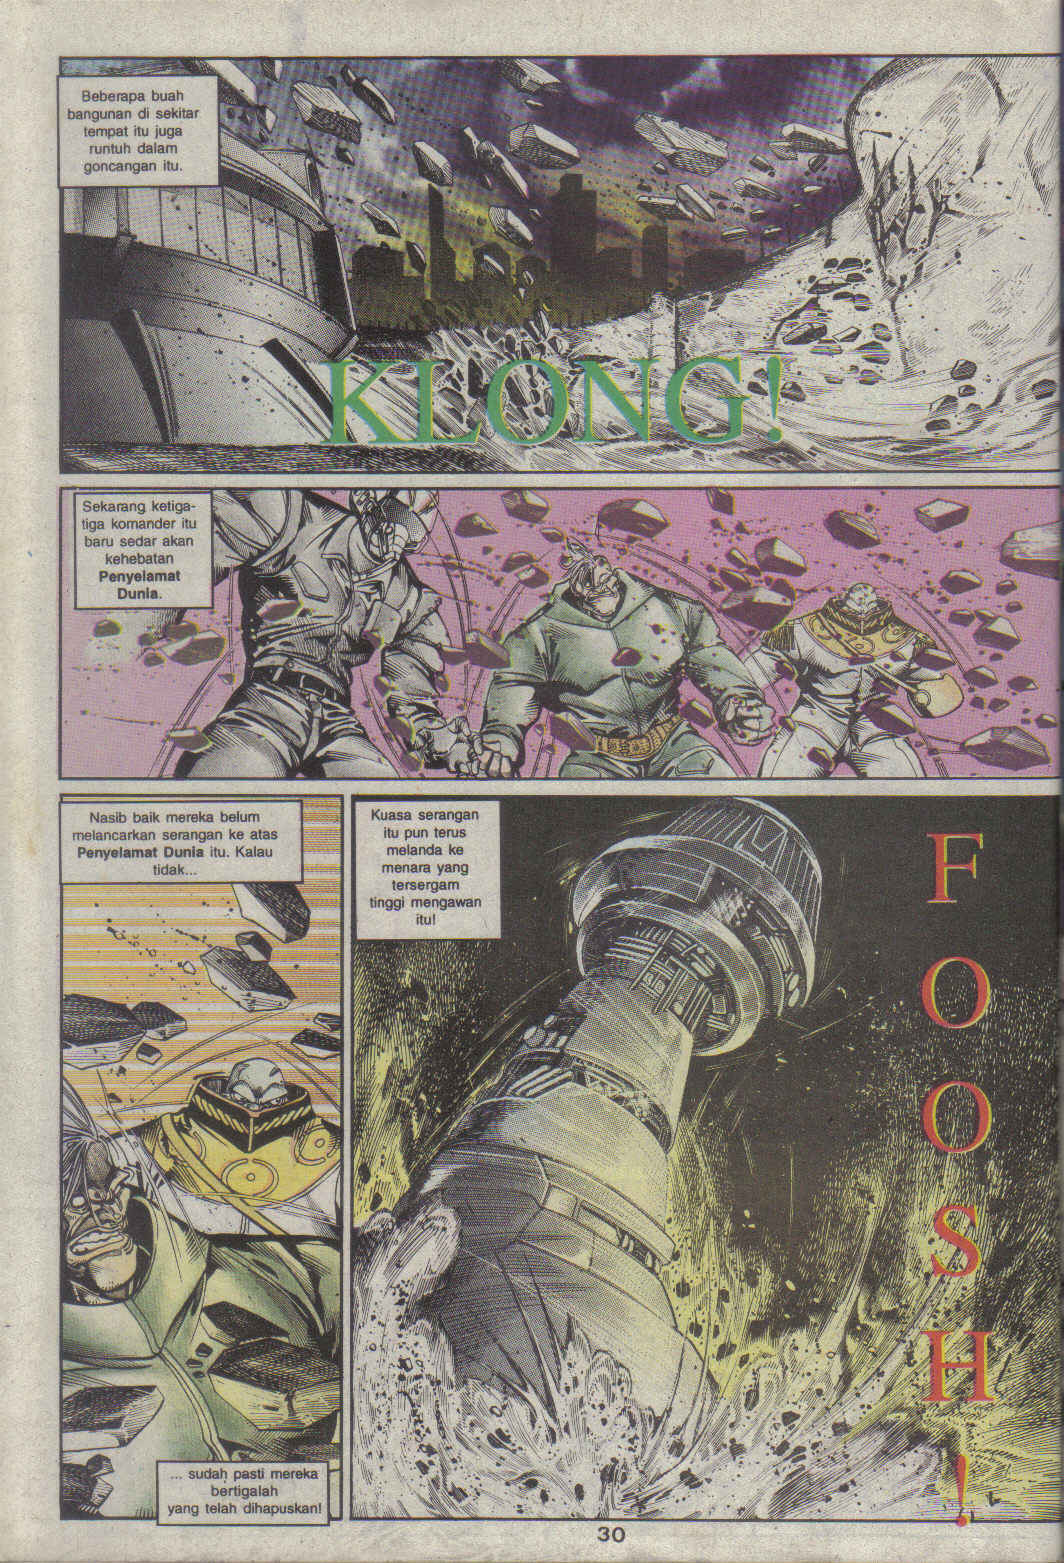 Beberapa buah
bangunan di sekitar
tempat itu juga
runtuh dalam
goncangan itu.
KLONG!
Sekarang ketiga-
tiga komander itu
baru sedar akan
kehebatan
Penyelamat
Dunia.
Nasib baik mereka belum
melancarkan serangan ke atas
Penyelamat Dunia itu. Kalau
tidak...
... sudah pasti mereka
bertigalah
yang telah dihapuskan!
Kuasa serangan
itu pun terus
melanda ke
menara yang
tersergam
tinggi mengawan
itu!
FOOSH!
30